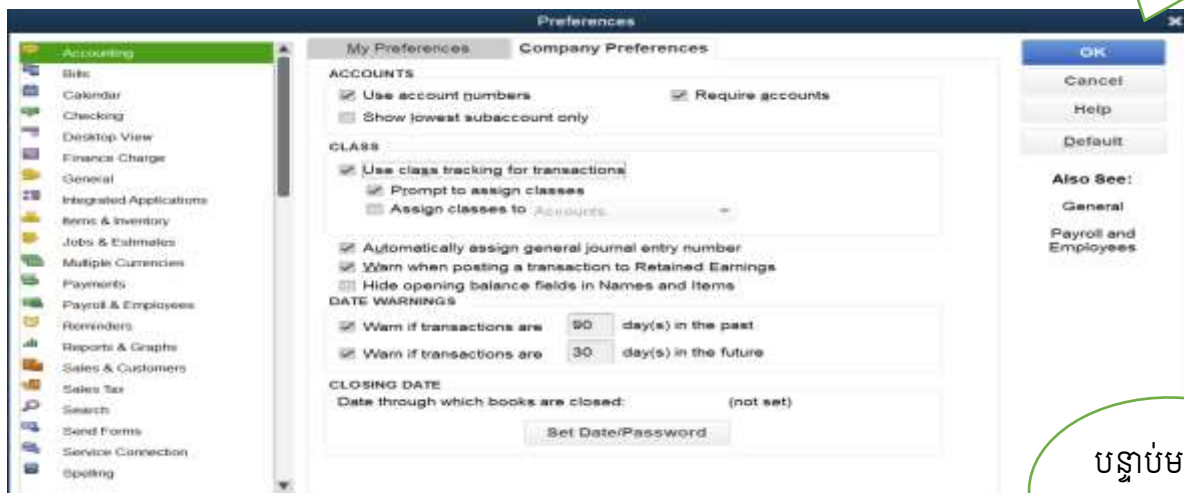 Preferences
Accounting
Bills
Calendar
Checking
Desktop View
Finance Charge
General
Integrated Applications
Items & Inventory
Jobs & Estimates
Multiple Currencies
Payments
Payroll & Employees
Reminders
Reports & Graphs
Sales & Customers
Sales Tax
Search
Send Forms
Service Connection
Spelling
My Preferences Company Preferences
ACCOUNTS
Use account numbers Require accounts
Show lowest subaccount only
CLASS
Use class tracking for transactions
Prompt to assign classes
Assign classes to Accounts
Automatically assign general journal entry number
Warn when posting a transaction to Retained Earnings
Hide opening balance fields in Names and Items
DATE WARNINGS
Warn if transactions are 90 day(s) in the past
Warn if transactions are 30 day(s) in the future
CLOSING DATE
Date through which books are closed: (not set)
Set Date/Password
OK
Cancel
Help
Default
Also See:
General
Payroll and
Employees
បន្ទាប់ម